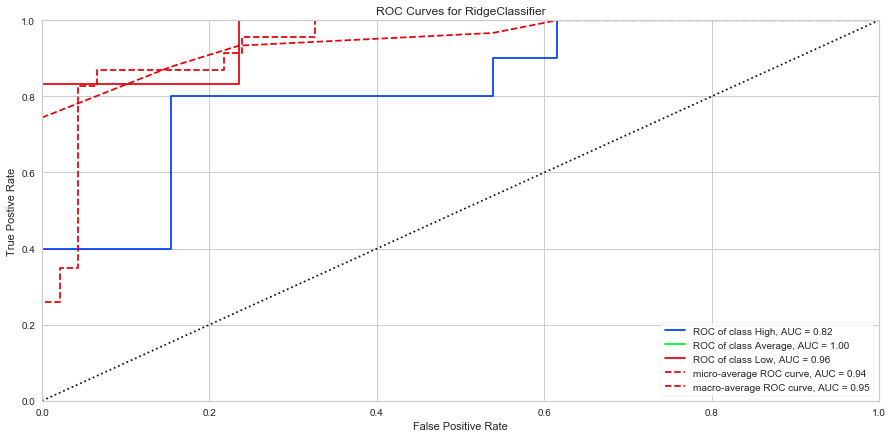 ROC Curves for RidgeClassifier
1.0
0.8
0.6
0.4
0.2
0.0
True Postive Rate
0.0 0.2 0.4 0.6 0.8 1.0
False Positive Rate
ROC of class High, AUC = 0.82
ROC of class Average, AUC = 1.00
ROC of class Low, AUC = 0.96
micro-average ROC curve, AUC = 0.94
macro-average ROC curve, AUC = 0.95